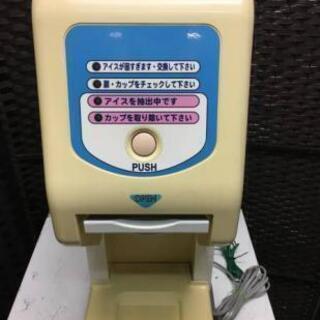 アイスが固すぎます・交換して下さい
扉・カップをチェックして下さい
アイスを抽出中です
カップを取り除いて下さい
PUSH
OPEN